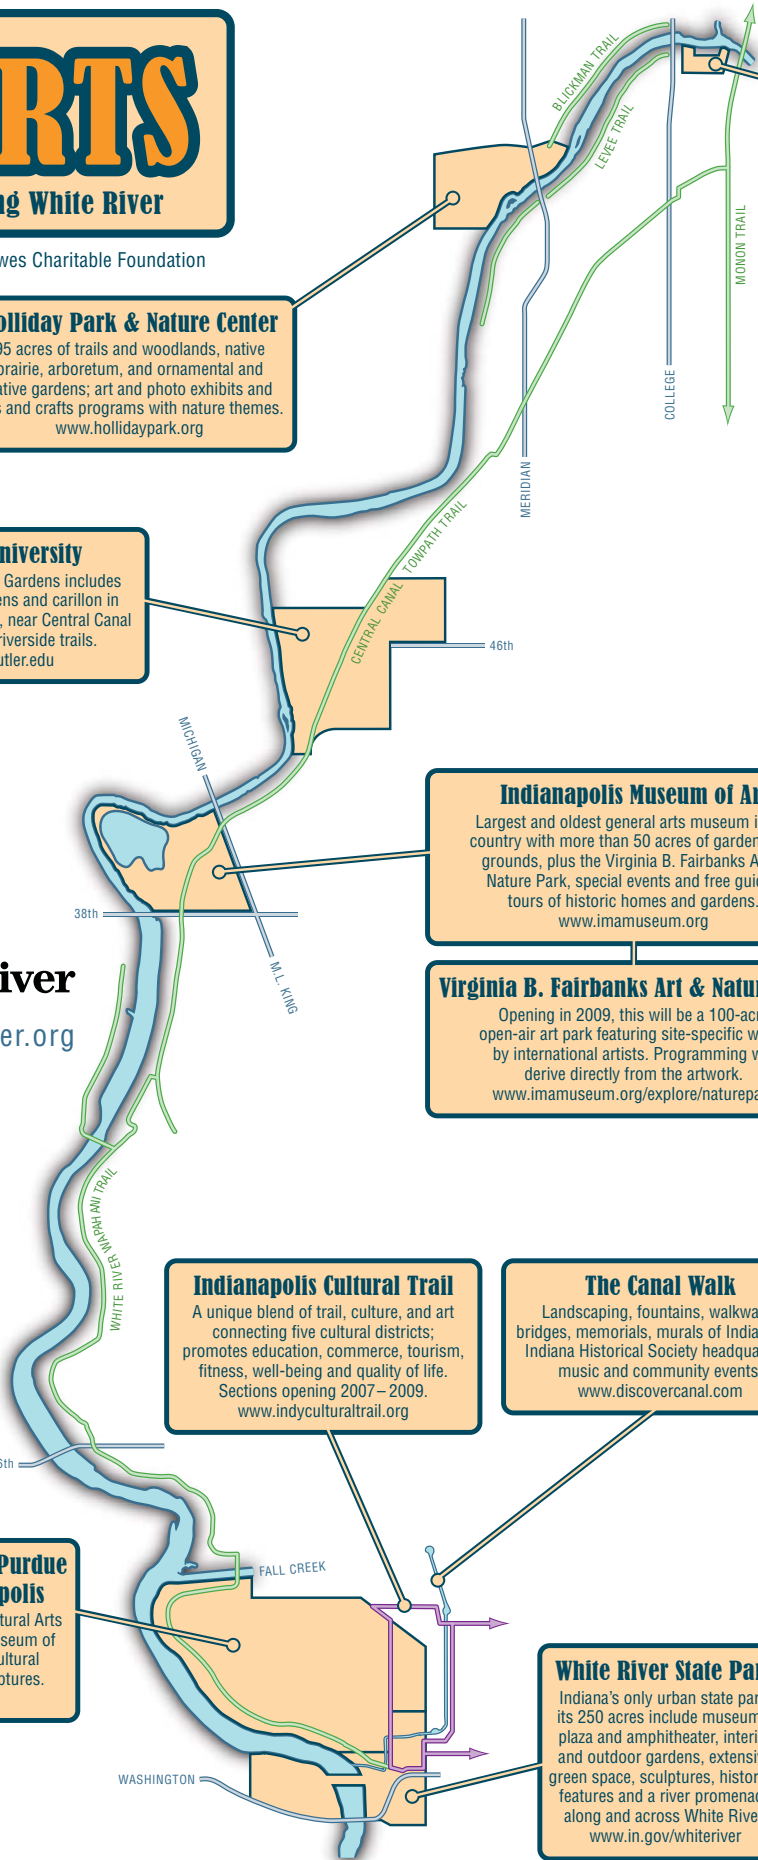 RTS
ng White River
wes Charitable Foundation
BLICKMAN TRAIL
LEVEE TRAIL
MONON TRAIL
COLLEGE
MERIDIAN
olliday Park & Nature Center
95 acres of trails and woodlands, native
prairie, arboretum, and ornamental and
ative gardens; art and photo exhibits and
s and crafts programs with nature themes.
www.hollidaypark.org
CENTRAL CANAL TOWPATH TRAIL
niversity
Gardens includes
ens and carillon in
, near Central Canal
riverside trails.
utler.edu
46th
MICHIGAN
Indianapolis Museum of Ar
Largest and oldest general arts museum i
country with more than 50 acres of garden
grounds, plus the Virginia B. Fairbanks A
Nature Park, special events and free guid
tours of historic homes and gardens.
www.imamuseum.org
38th
M.L. KING
iver
er.org
Virginia B. Fairbanks Art & Natur
Opening in 2009, this will be a 100-acr
open-air art park featuring site-specific w
by international artists. Programming w
derive directly from the artwork.
www.imamuseum.org/explore/naturepa
WHITE RIVER WAPAHANI TRAIL
Indianapolis Cultural Trail
A unique blend of trail, culture, and art
connecting five cultural districts;
promotes education, commerce, tourism,
fitness, well-being and quality of life.
Sections opening 2007–2009.
www.indyculturaltrail.org
The Canal Walk
Landscaping, fountains, walkwa
bridges, memorials, murals of India
Indiana Historical Society headqua
music and community events
www.discovercanal.com
6th
FALL CREEK
Purdue
polis
tural Arts
seum of
ultural
ptures.
White River State Par
Indiana's only urban state par
its 250 acres include museum
plaza and amphitheater, interi
and outdoor gardens, extensiv
green space, sculptures, histor
features and a river promenad
along and across White Rive
www.in.gov/whiteriver
WASHINGTON